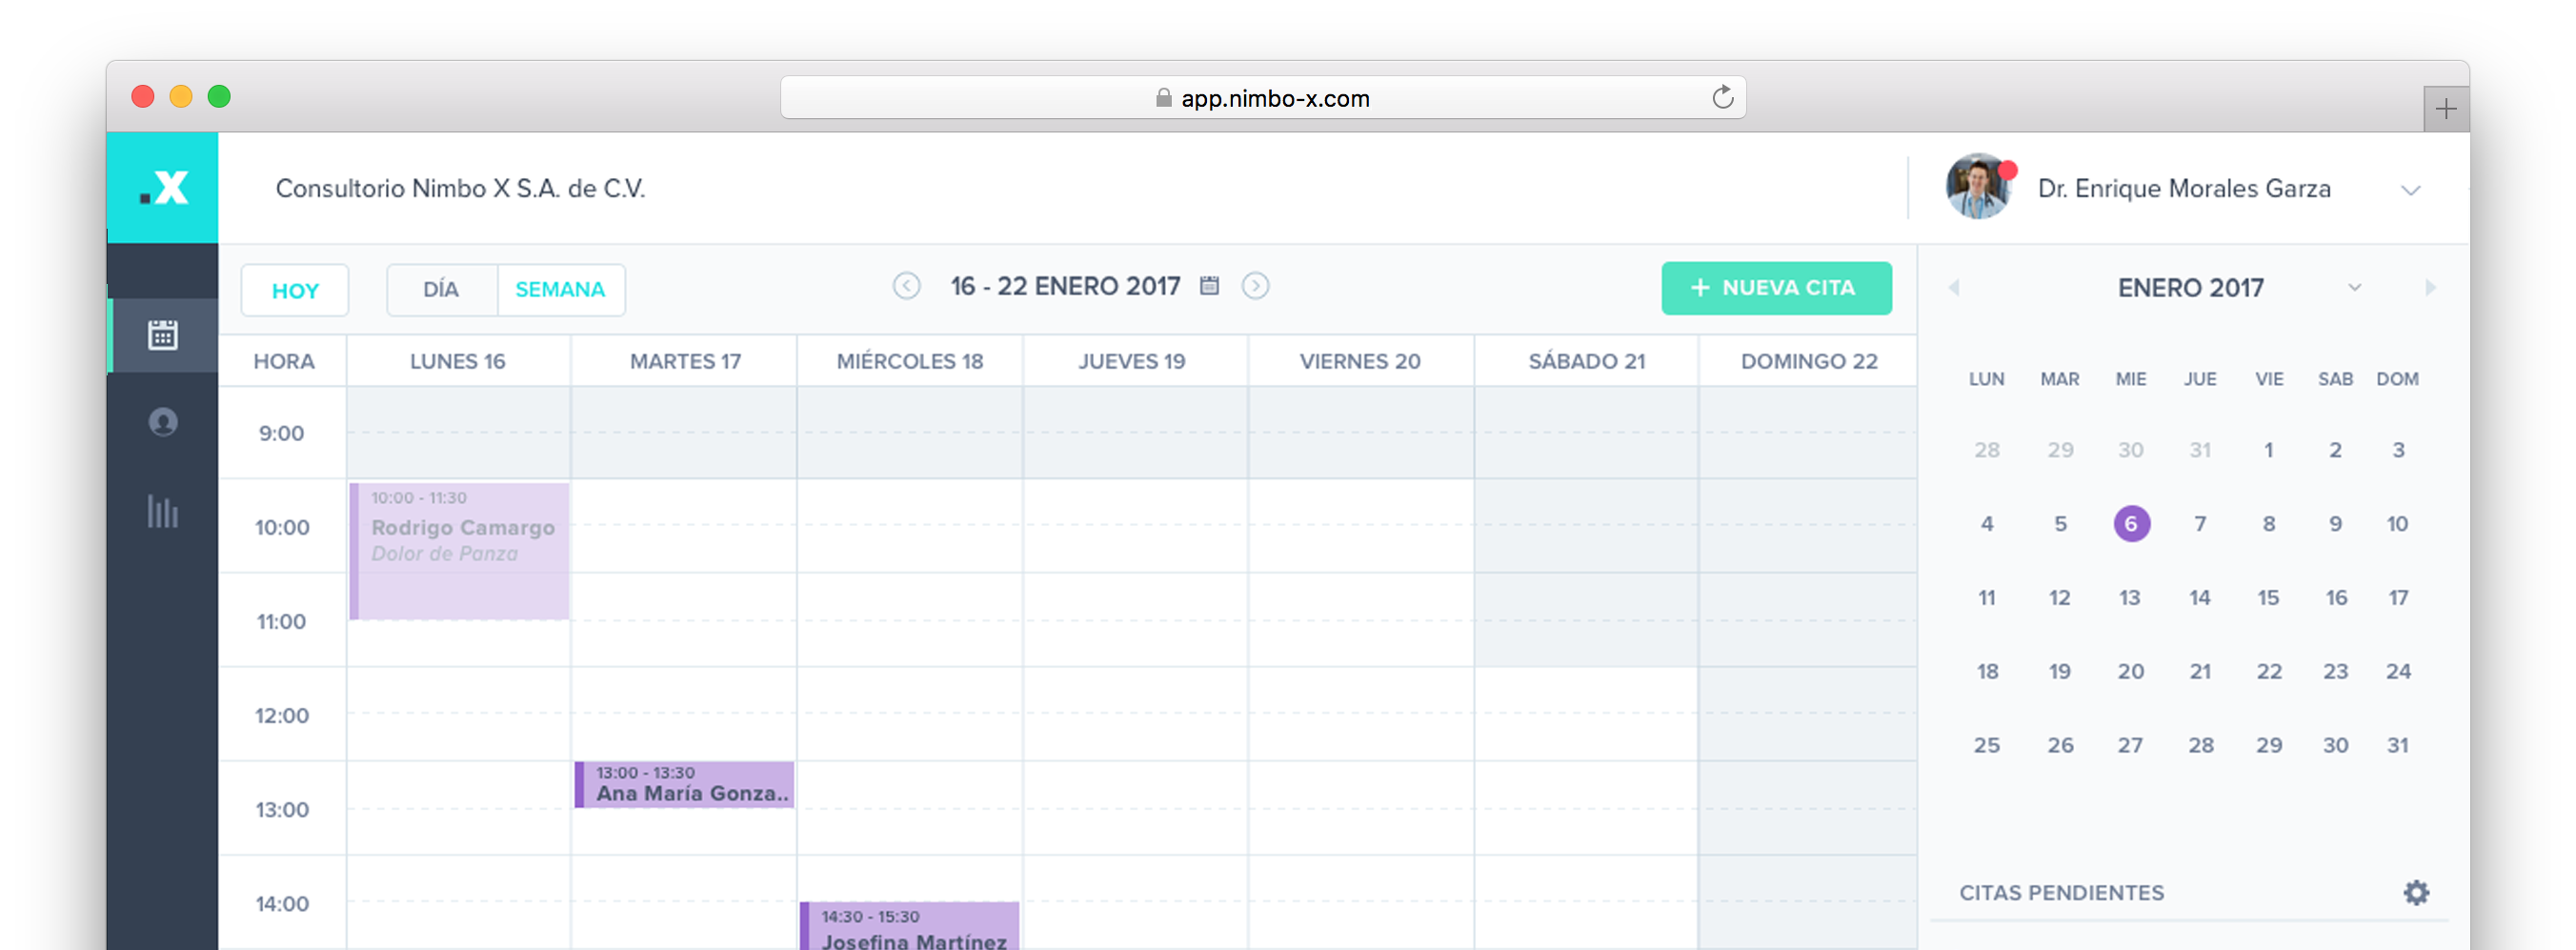 app.nimbo-x.com
.X
Consultorio Nimbo X S.A. de C.V.
Dr. Enrique Morales Garza
HOY
DÍA
SEMANA
16 - 22 ENERO 2017
+ NUEVA CITA
HORA LUNES 16 MARTES 17 MIÉRCOLES 18 JUEVES 19 VIERNES 20 SÁBADO 21 DOMINGO 22
9:00
10:00
11:00
12:00
13:00
14:00
10:00 - 11:30
Rodrigo Camargo
Dolor de Panza
13:00 - 13:30
Ana María Gonza..
14:30 - 15:30
Josefina Martínez
ENERO 2017
LUN MAR MIE JUE VIE SAB DOM
28 29 30 31 1 2 3
4 5 6 7 8 9 10
11 12 13 14 15 16 17
18 19 20 21 22 23 24
25 26 27 28 29 30 31
CITAS PENDIENTES